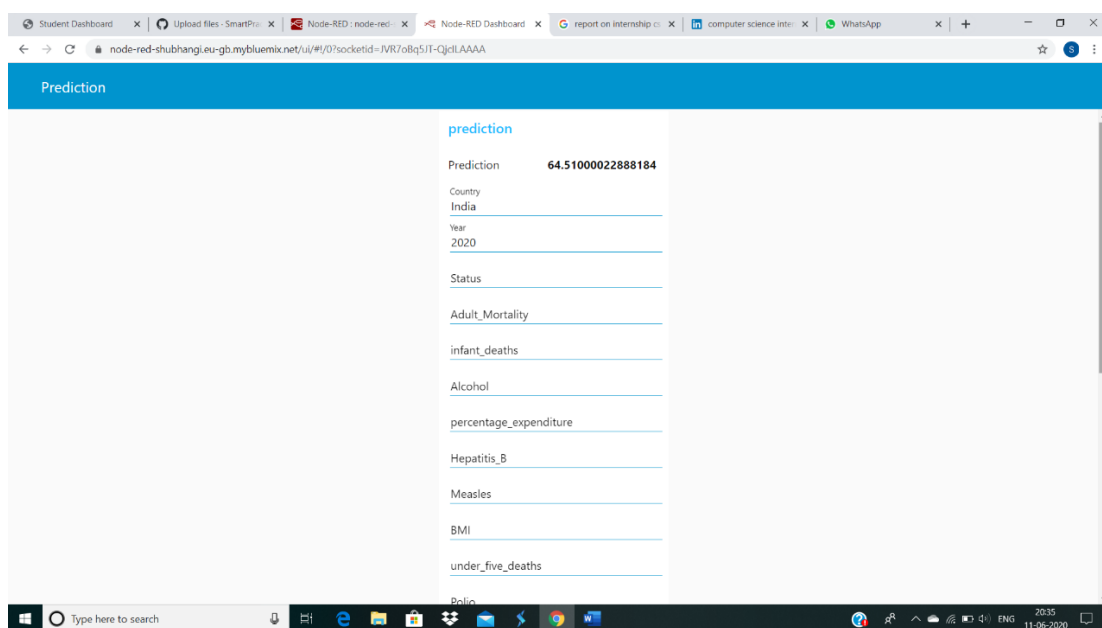 Student Dashboard
Upload files · SmartPrac
Node-RED : node-red-
Node-RED Dashboard
report on internship
computer science inter
WhatsApp
node-red-shubhangi.eu-gb.mybluemix.net/ui/#!/0?socketid=
S
Prediction
prediction
Prediction 64.51000022888184
Country
India
Year
2020
Status
Adult_Mortality
infant_deaths
Alcohol
percentage_expenditure
Hepatitis_B
Measles
BMI
under_five_deaths
Polio
Type here to search
ENG
20:35
11-06-2020